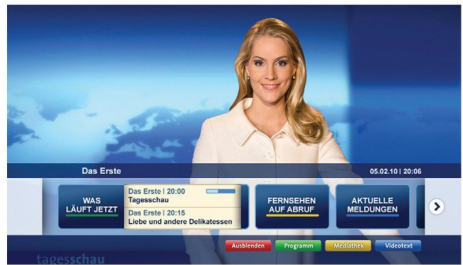 Das Erste
05.02.10 | 20:06
WAS
LÄUFT JETZT
Das Erste | 20:00
Tagesschau
Das Erste | 20:15
Liebe und andere Delikatessen
FERNSEHEN
AUF ABRUF
AKTUELLE
MELDUNGEN
Ausblenden
Programm
Mediathek
Videotext
tagesschau